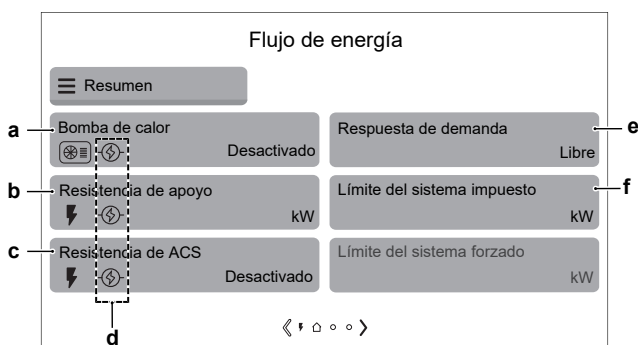 Flujo de energía
Resumen
a
Bomba de calor
Desactivado
Respuesta de demanda
Libre
e
b
Resistencia de apoyo
kW
Límite del sistema impuesto
kW
f
c
Resistencia de ACS
Desactivado
Límite del sistema forzado
kW
d